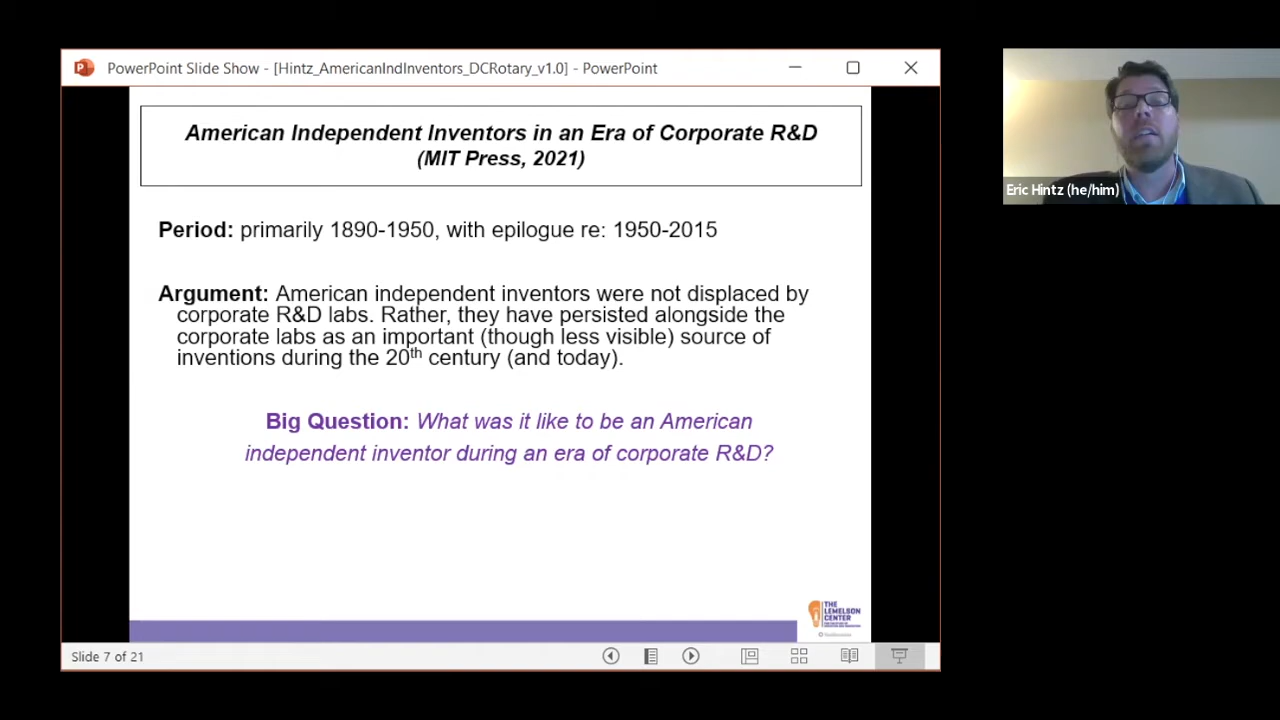 PowerPoint Slide Show - [Hintz_AmericanIndInventors_DCRotary_v1.0] - PowerPoint
American Independent Inventors in an Era of Corporate R&D
(MIT Press, 2021)
Eric Hintz (he/him)
Period: primarily 1890-1950, with epilogue re: 1950-2015
Argument: American independent inventors were not displaced by
corporate R&D labs. Rather, they have persisted alongside the
corporate labs as an important (though less visible) source of
inventions during the 20th century (and today).
Big Question: What was it like to be an American
independent inventor during an era of corporate R&D?
THE
LEMELSON
CENTER
Slide 7 of 21